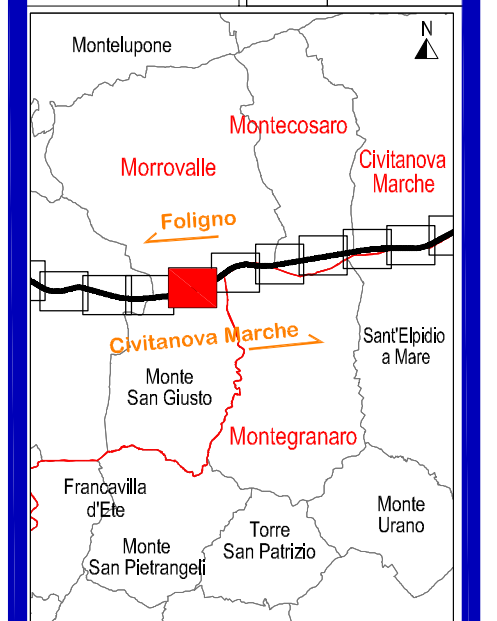 N
Montelupone
Montecosaro
Morrovalle
Civitanova
Marche
Foligno
Civitanova Marche
Sant'Elpidio
a Mare
Monte
San Giusto
Montegranaro
Francavilla
d'Ete
Monte
Urano
Torre
San Patrizio
Monte
San Pietrangeli